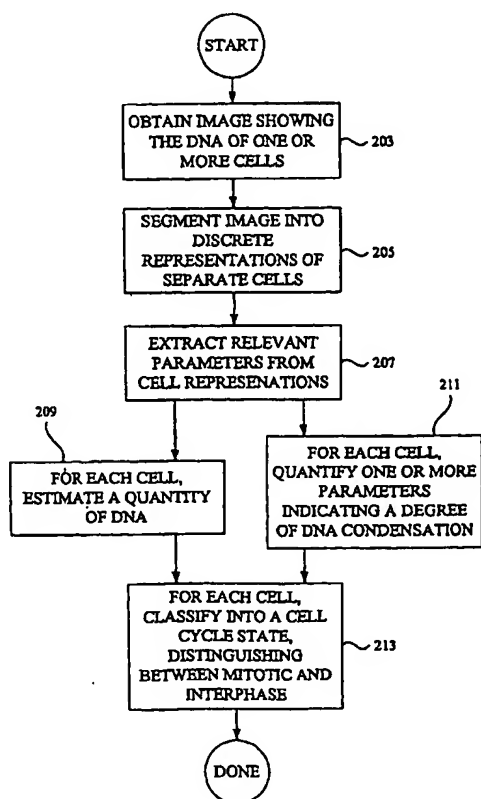 START
OBTAIN IMAGE SHOWING
THE DNA OF ONE OR
MORE CELLS
203
SEGMENT IMAGE INTO
DISCRETE
REPRESENTATIONS OF
SEPARATE CELLS
205
EXTRACT RELEVANT
PARAMETERS FROM
CELL REPRESENATIONS
207
209
FOR EACH CELL,
ESTIMATE A QUANTITY
OF DNA
211
FOR EACH CELL,
QUANTIFY ONE OR MORE
PARAMETERS
INDICATING A DEGREE
OF DNA CONDENSATION
FOR EACH CELL,
CLASSIFY INTO A CELL
CYCLE STATE,
DISTINGUISHING
BETWEEN MITOTIC AND
INTERPHASE
213
DONE